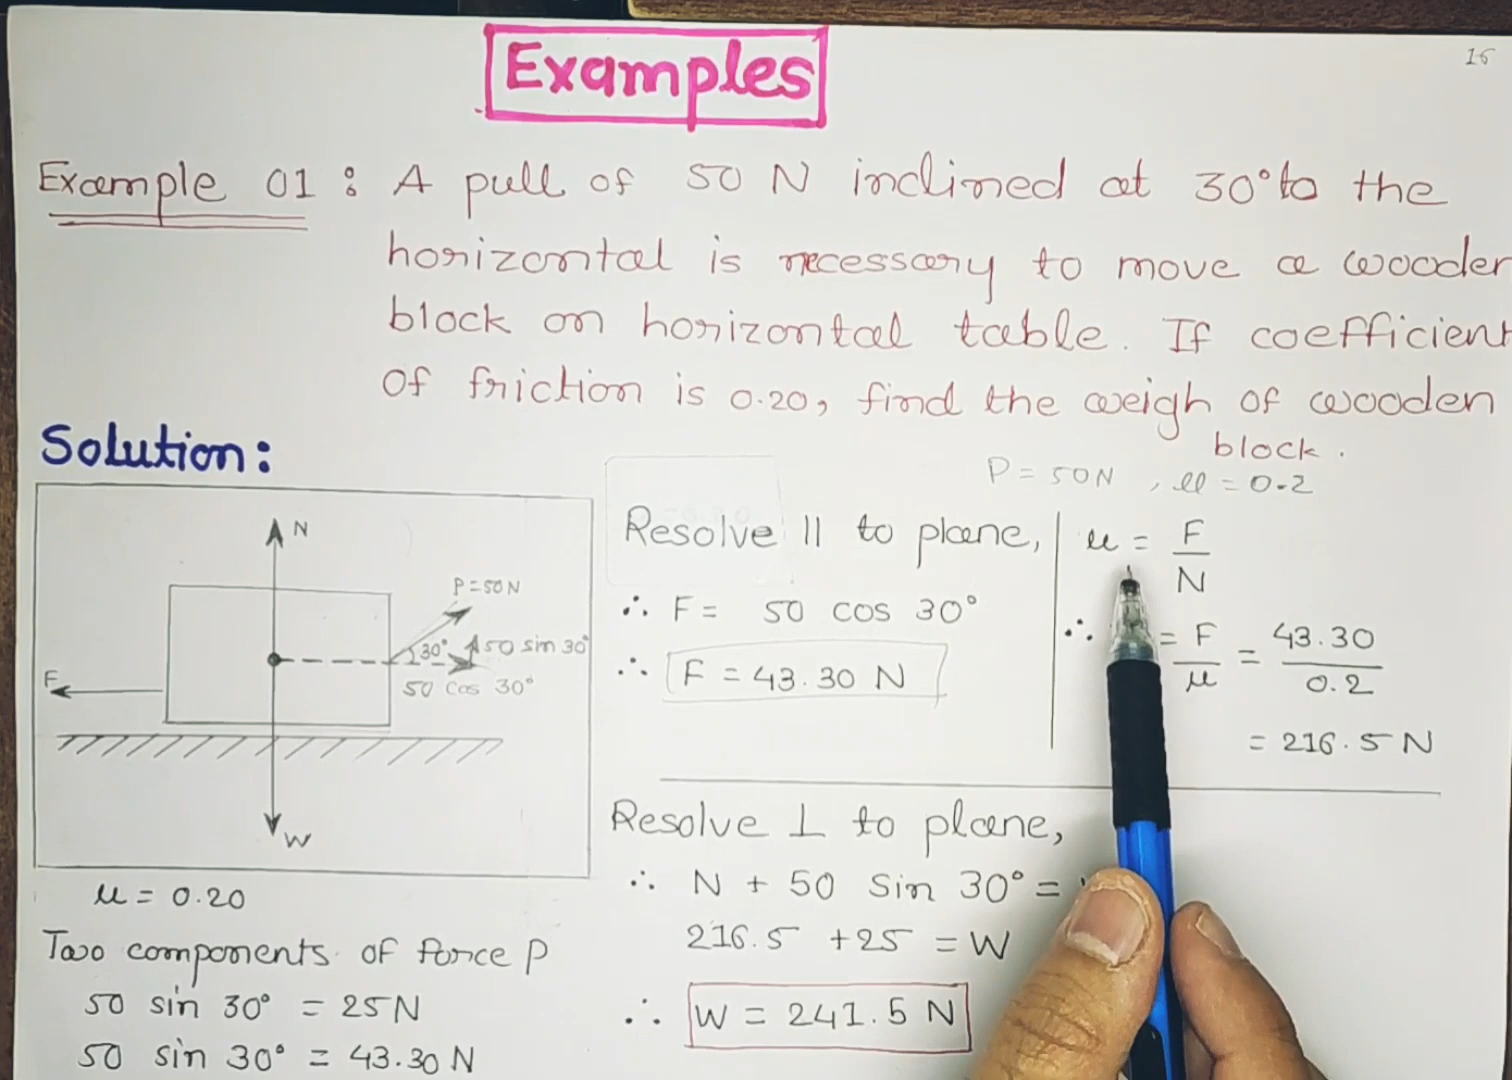 16
Examples
Example 01 : A pull of 50 N inclined at 30° to the
horizontal is necessary to move a wooden
block on horizontal table. If coefficient
of friction is 0.20, find the weigh of wooden
block.
Solution:
P = 50N , μ = 0.2
N
P = 50N
30°
50 sin 30°
50 cos 30°
F
W
μ = 0.20
Two components of force P
50 sin 30° = 25N
50 sin 30° = 43.30 N
Resolve || to plane,
∴ F = 50 cos 30°
∴ F = 43.30 N
μ = F/N
∴ = F/μ = 43.30/0.2
= 216.5 N
Resolve ⊥ to plane,
∴ N + 50 sin 30° =
216.5 + 25 = W
∴ W = 241.5 N